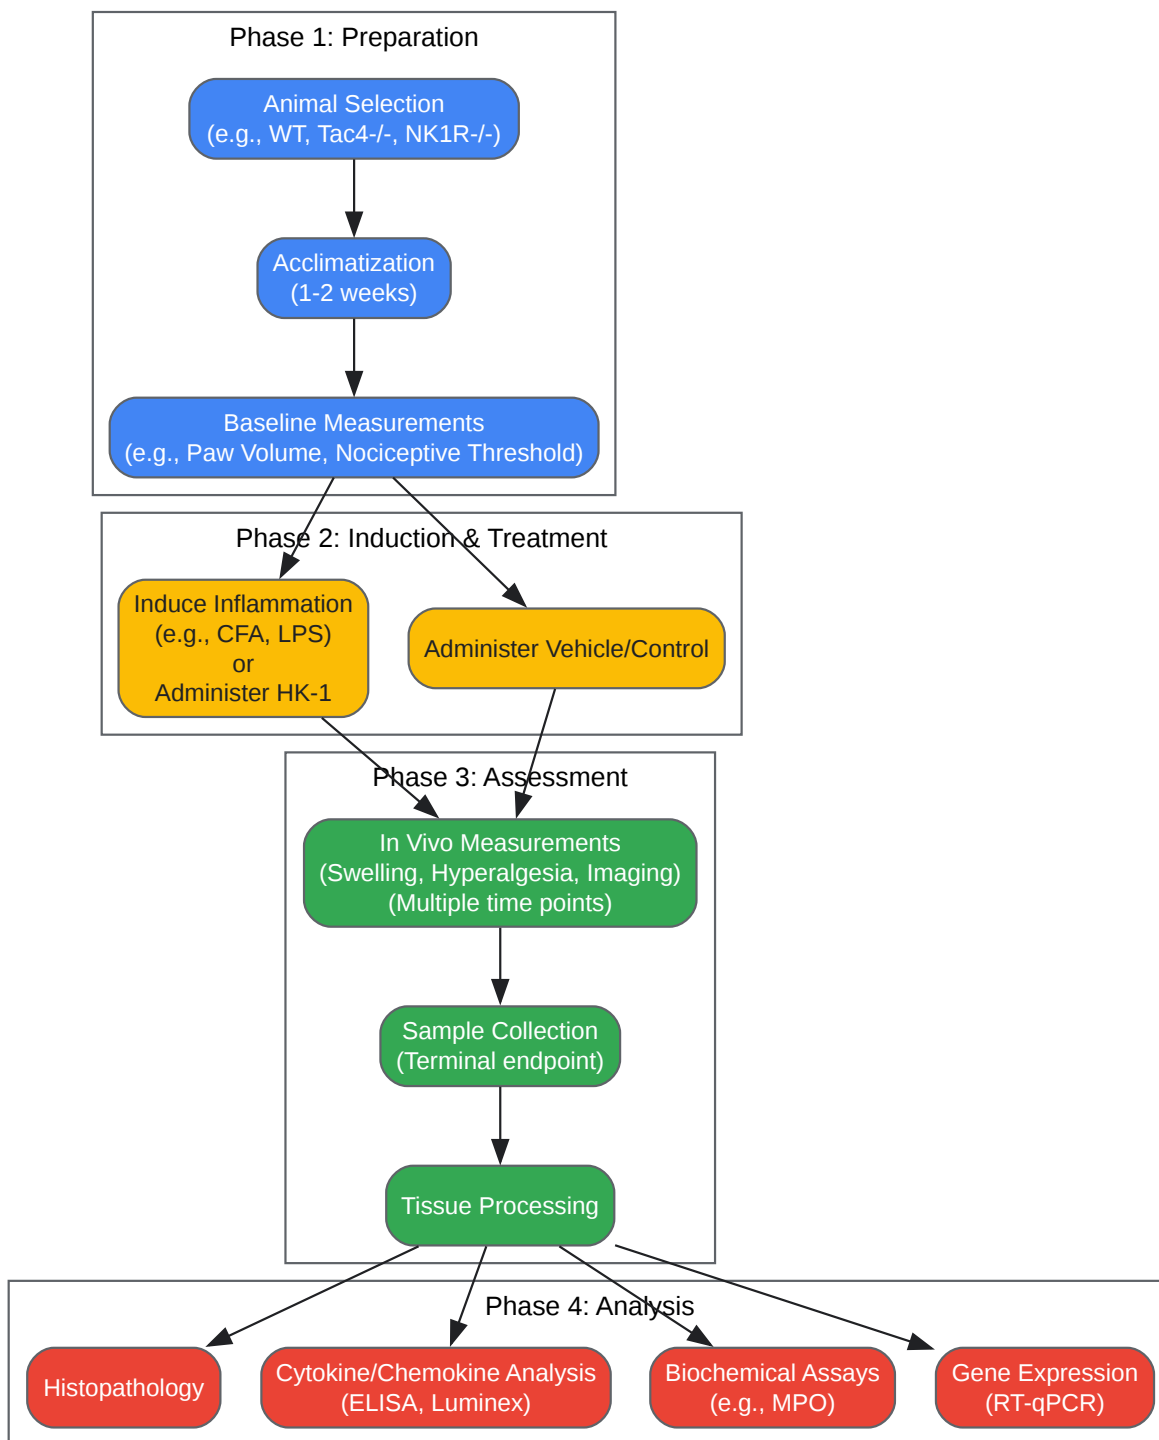 Phase 1: Preparation
Animal Selection
(e.g., WT, Tac4-/-, NK1R-/-)
Acclimatization
(1-2 weeks)
Baseline Measurements
(e.g., Paw Volume, Nociceptive Threshold)
Phase 2: Induction & Treatment
Induce Inflammation
(e.g., CFA, LPS)
or
Administer HK-1
Administer Vehicle/Control
Phase 3: Assessment
In Vivo Measurements
(Swelling, Hyperalgesia, Imaging)
(Multiple time points)
Sample Collection
(Terminal endpoint)
Tissue Processing
Phase 4: Analysis
Histopathology
Cytokine/Chemokine Analysis
(ELISA, Luminex)
Biochemical Assays
(e.g., MPO)
Gene Expression
(RT-qPCR)